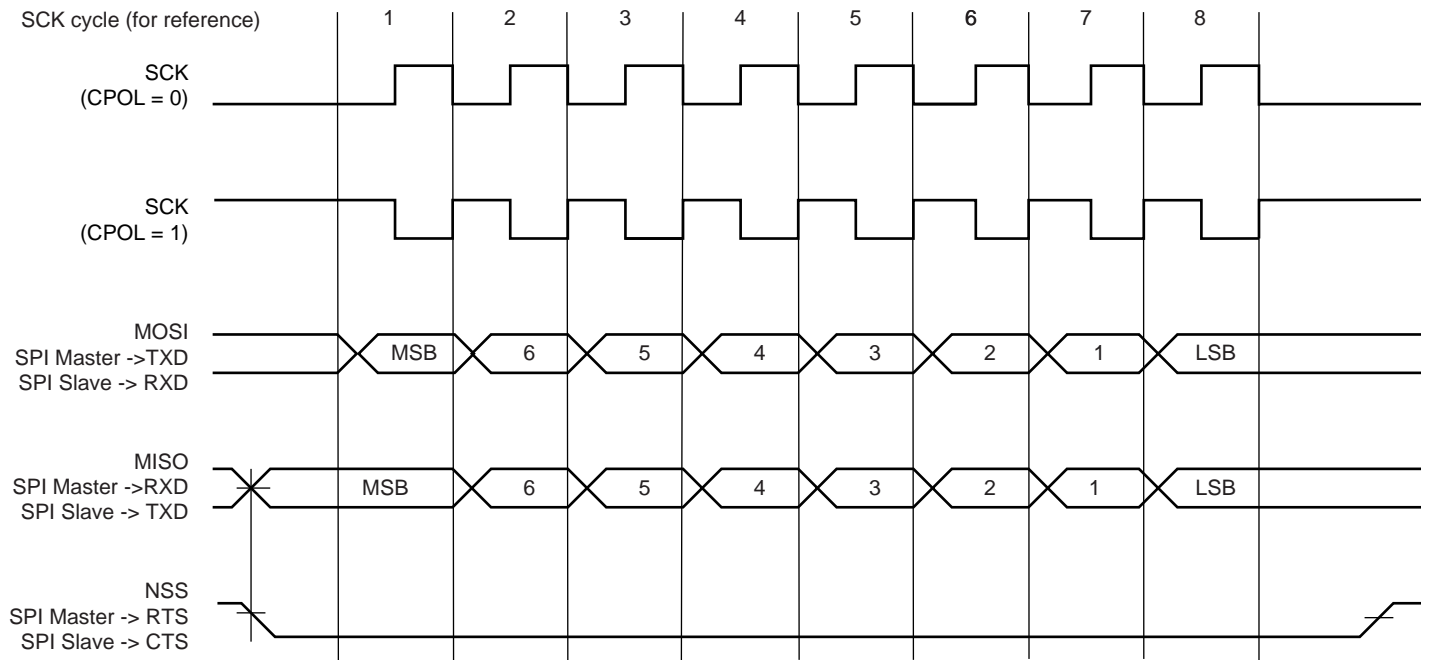 SCK cycle (for reference) 1 2 3 4 5 6 7 8
SCK
(CPOL = 0)
SCK
(CPOL = 1)
MOSI
SPI Master ->TXD
SPI Slave -> RXD
MSB 6 5 4 3 2 1 LSB
MISO
SPI Master ->RXD
SPI Slave -> TXD
MSB 6 5 4 3 2 1 LSB
NSS
SPI Master -> RTS
SPI Slave -> CTS